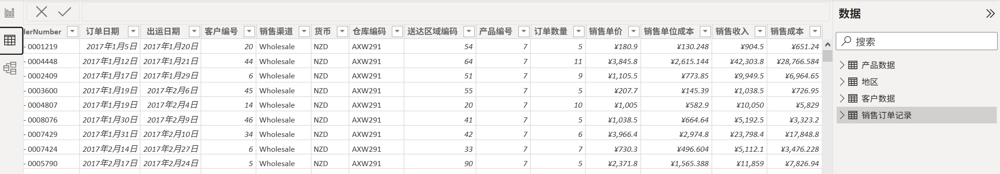 数据
derNumber 订单日期 出运日期 客户编号 销售渠道 货币 仓库编码 送达区域编码 产品编号 订单数量 销售单价 销售单位成本 销售收入 销售成本
搜索
- 0001219 2017年1月5日 2017年1月20日 20 Wholesale NZD AXW291 54 7 5 ¥180.9 ¥130.248 ¥904.5 ¥651.24
- 0004448 2017年1月12日 2017年1月21日 44 Wholesale NZD AXW291 64 7 11 ¥3,845.8 ¥2,615.144 ¥42,303.8 ¥28,766.584
产品数据
- 0002409 2017年1月17日 2017年1月29日 6 Wholesale NZD AXW291 51 7 9 ¥1,105.5 ¥773.85 ¥9,949.5 ¥6,964.65
地区
- 0003600 2017年1月19日 2017年2月6日 45 Wholesale NZD AXW291 55 7 5 ¥207.7 ¥145.39 ¥1,038.5 ¥726.95
客户数据
- 0004807 2017年1月19日 2017年2月4日 14 Wholesale NZD AXW291 20 7 10 ¥1,005 ¥582.9 ¥10,050 ¥5,829
销售订单记录
- 0008076 2017年1月30日 2017年2月9日 46 Wholesale NZD AXW291 41 7 5 ¥1,038.5 ¥664.64 ¥5,192.5 ¥3,323.2
- 0007429 2017年1月31日 2017年2月10日 34 Wholesale NZD AXW291 42 7 6 ¥3,966.4 ¥2,974.8 ¥23,798.4 ¥17,848.8
- 0007424 2017年2月14日 2017年2月27日 6 Wholesale NZD AXW291 33 7 7 ¥730.3 ¥496.604 ¥5,112.1 ¥3,476.228
- 0005790 2017年2月17日 2017年2月24日 5 Wholesale NZD AXW291 90 7 5 ¥2,371.8 ¥1,565.388 ¥11,859 ¥7,826.94